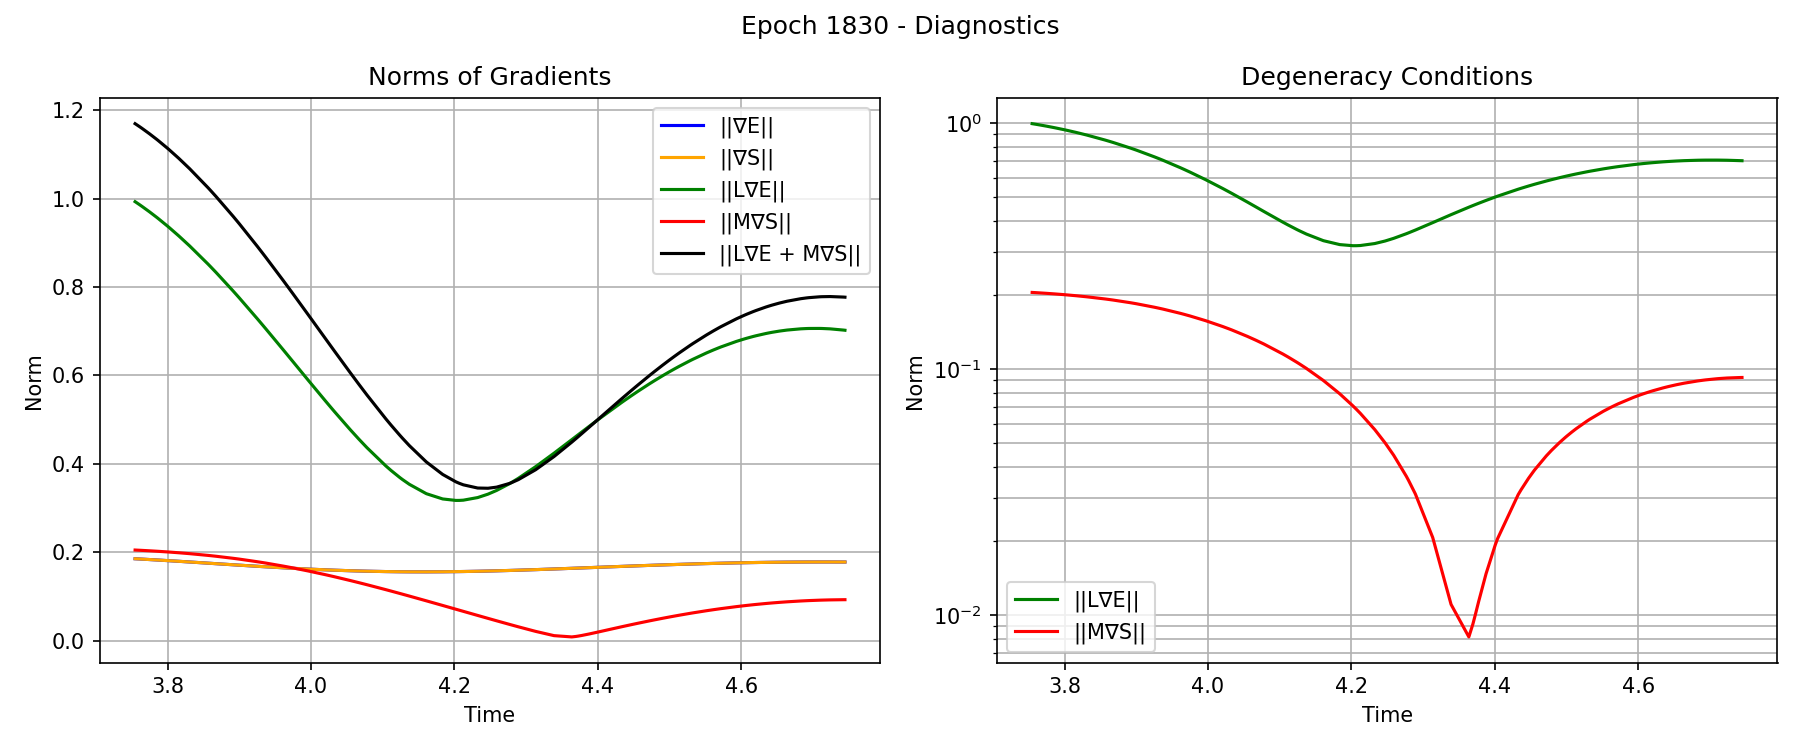 Epoch 1830 - Diagnostics
Norms of Gradients
Norm
1.2
1.0
0.8
0.6
0.4
0.2
0.0
||∇E||
||∇S||
||L∇E||
||M∇S||
||L∇E + M∇S||
3.8
4.0
4.2
4.4
4.6
Time
Degeneracy Conditions
Norm
10⁰
10⁻¹
10⁻²
||L∇E||
||M∇S||
3.8
4.0
4.2
4.4
4.6
Time